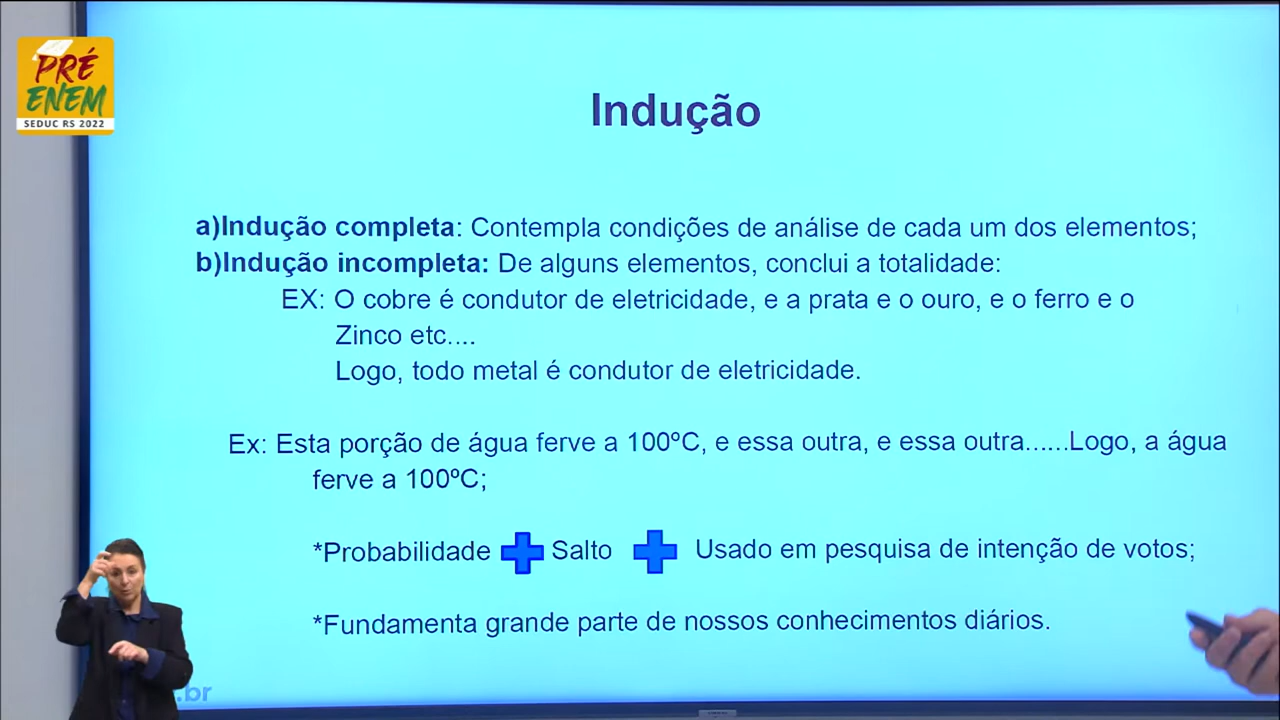 PRÉ
ENEM
SEDUC RS 2022
Indução
a)Indução completa: Contempla condições de análise de cada um dos elementos;
b)Indução incompleta: De alguns elementos, conclui a totalidade:
EX: O cobre é condutor de eletricidade, e a prata e o ouro, e o ferro e o
Zinco etc....
Logo, todo metal é condutor de eletricidade.
Ex: Esta porção de água ferve a 100ºC, e essa outra, e essa outra......Logo, a água
ferve a 100ºC;
*Probabilidade Salto Usado em pesquisa de intenção de votos;
*Fundamenta grande parte de nossos conhecimentos diários.
.br